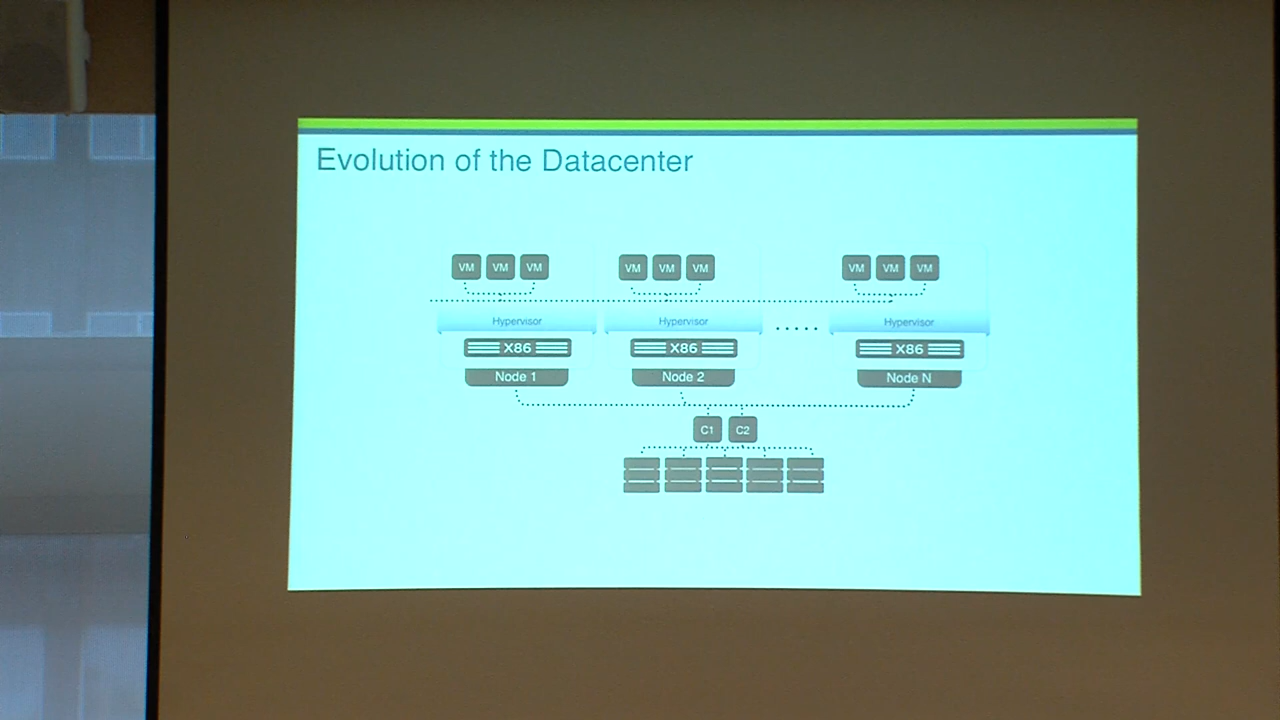 Evolution of the Datacenter
VM VM VM VM VM VM VM VM VM
Hypervisor Hypervisor ..... Hypervisor
X86 X86 X86
Node 1 Node 2 Node N
C1 C2